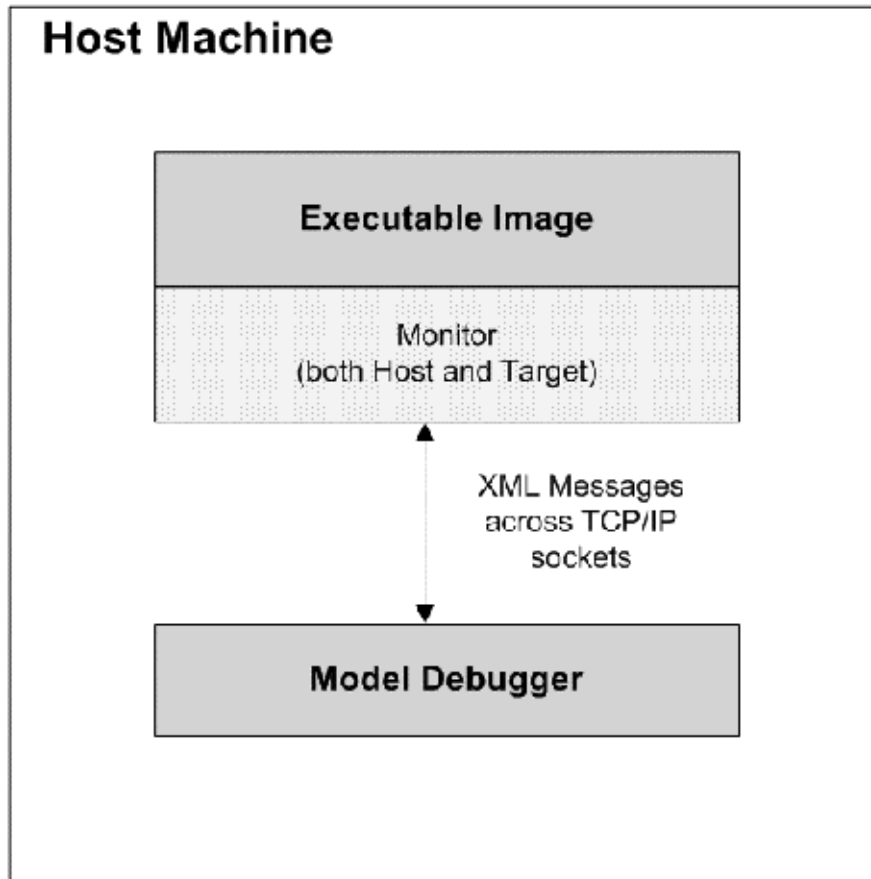 Host Machine
Executable Image
Monitor
(both Host and Target)
XML Messages
across TCP/IP
sockets
Model Debugger